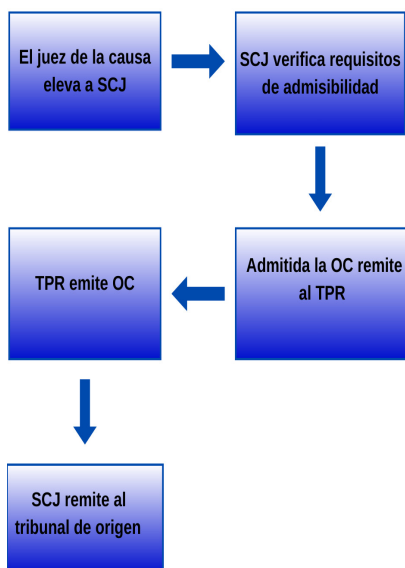 El juez de la causa
eleva a SCJ
SCJ verifica requisitos
de admisibilidad
Admitida la OC remite
al TPR
TPR emite OC
SCJ remite al
tribunal de origen